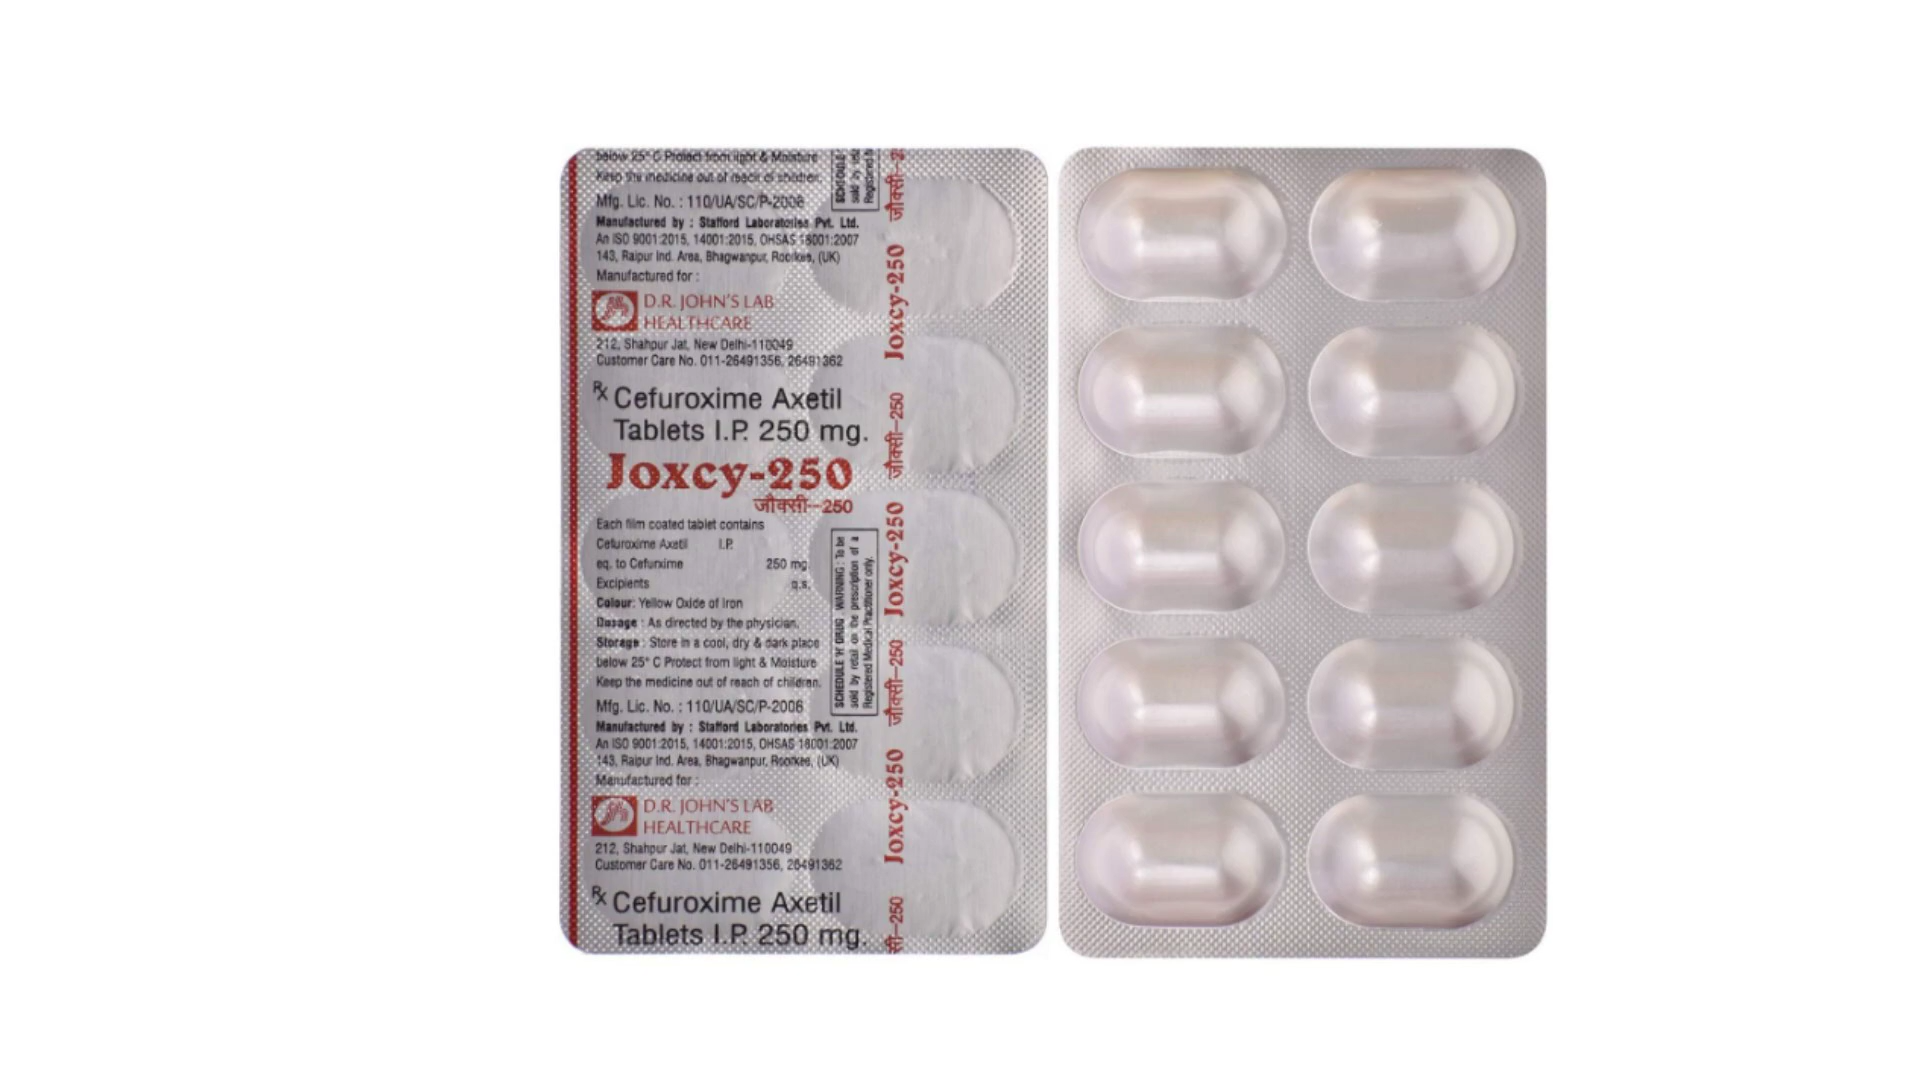 below 25° C Protect from light & Moisture
Keep the medicine out of reach of children.
Mfg. Lic. No. : 110/UA/SC/P-2006
Manufactured by : Stafford Laboratories Pvt. Ltd.
An ISO 9001:2015, 14001:2015, OHSAS 18001:2007
143, Raipur Ind. Area, Bhagwanpur, Roorkee, (UK)
Manufactured for :
D.R. JOHN'S LAB
HEALTHCARE
212, Shahpur Jat, New Delhi-110049
Customer Care No. 011-26491356, 26491362
Rx Cefuroxime Axetil
Tablets I.P. 250 mg.
Joxcy-250
जौक्सी–250
Each film coated tablet contains
Cefuroxime Axetil I.P.
eq. to Cefurxime 250 mg.
Excipients q.s.
Colour: Yellow Oxide of Iron
Dosage : As directed by the physician.
Storage : Store in a cool, dry & dark place
below 25° C Protect from light & Moisture
Keep the medicine out of reach of children.
Mfg. Lic. No. : 110/UA/SC/P-2006
Manufactured by : Stafford Laboratories Pvt. Ltd.
An ISO 9001:2015, 14001:2015, OHSAS 18001:2007
143, Raipur Ind. Area, Bhagwanpur, Roorkee, (UK)
Manufactured for :
D.R. JOHN'S LAB
HEALTHCARE
212, Shahpur Jat, New Delhi-110049
Customer Care No. 011-26491356, 26491362
Rx Cefuroxime Axetil
Tablets I.P. 250 mg.
SCHEDULE
sold by retail
Registered
SCHEDULE 'H' DRUG WARNING : To be
sold by retail on the prescription of a
Registered Medical Practitioner only.
जौक्सी–2
Joxcy-250
जौक्सी–250
Joxcy-250
जौक्सी–250
Joxcy-250
सी–250